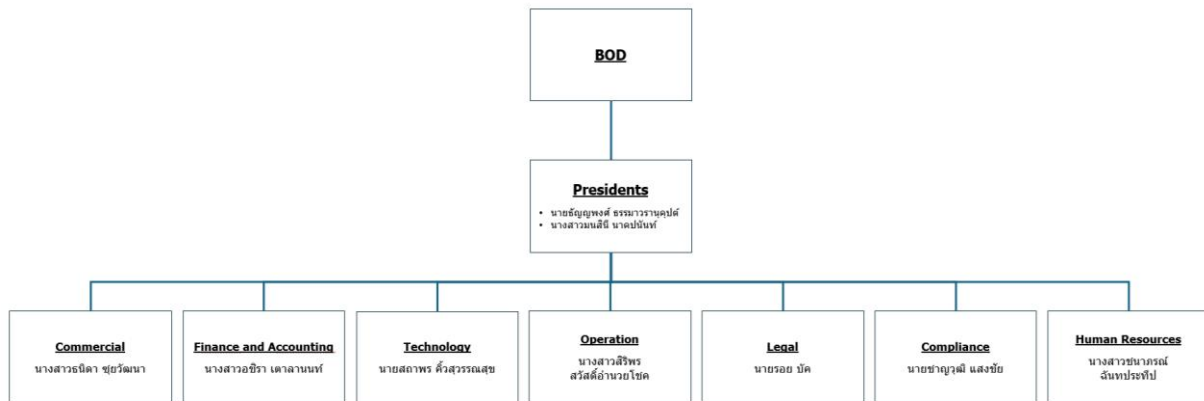 BOD
Presidents
• นายธัญญพงศ์ ธรรมาวรานุคุปต์
• นางสาวมนสินี นาคปนันท์
Commercial
นางสาวธนิดา ซุยวัฒนา
Finance and Accounting
นางสาวอชิรา เตาลานนท์
Technology
นายสถาพร คิ้วสุวรรณสุข
Operation
นางสาวสิริพร
สวัสดิ์อำนวยโชค
Legal
นายรอย บัค
Compliance
นายชาญวุฒิ แสงชัย
Human Resources
นางสาวชนาภรณ์
ฉันทประทีป